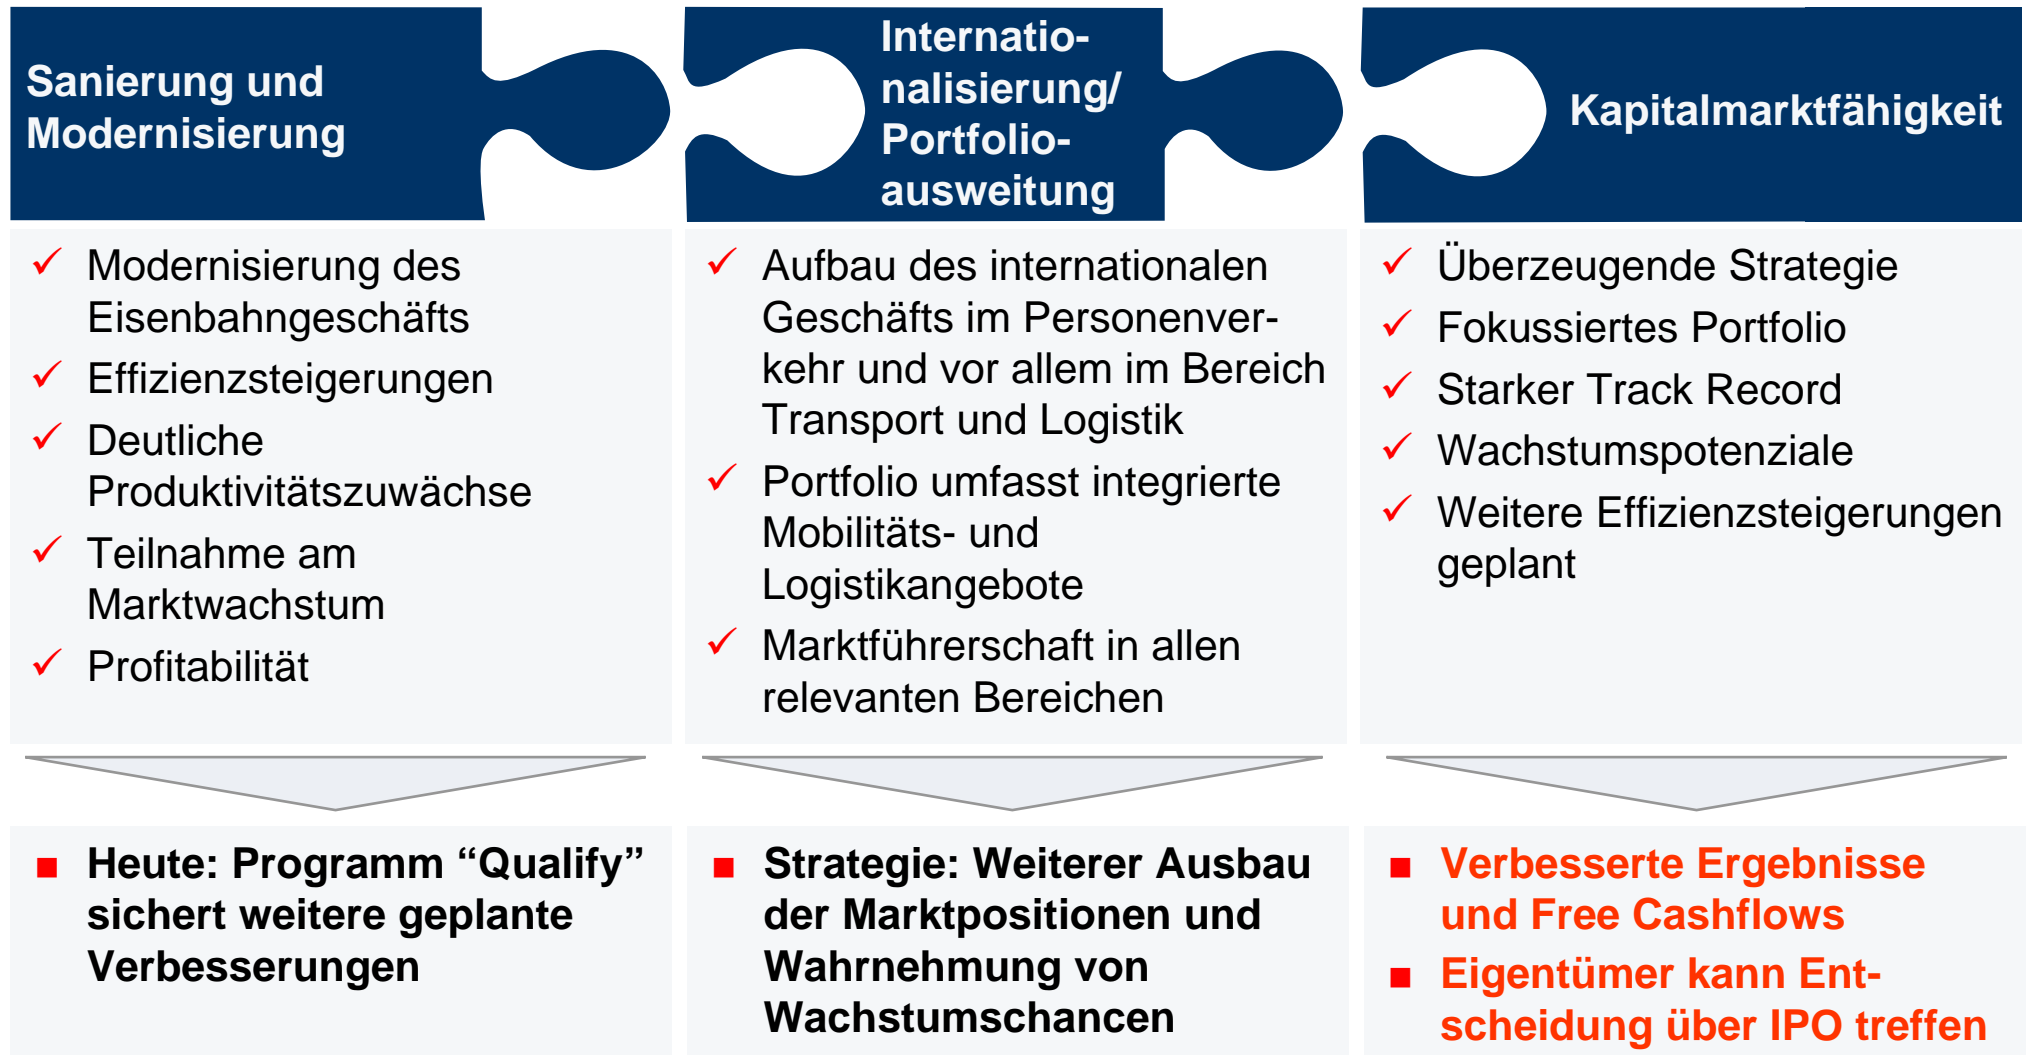 Sanierung und
Modernisierung
Modernisierung des
Eisenbahngeschäfts
Effizienzsteigerungen
Deutliche
Produktivitätszuwächse
Teilnahme am
Marktwachstum
Profitabilität
Heute: Programm “Qualify”
sichert weitere geplante
Verbesserungen
Internatio-
nalisierung/
Portfolio-
ausweitung
Aufbau des internationalen
Geschäfts im Personenver-
kehr und vor allem im Bereich
Transport und Logistik
Portfolio umfasst integrierte
Mobilitäts- und
Logistikangebote
Marktführerschaft in allen
relevanten Bereichen
Strategie: Weiterer Ausbau
der Marktpositionen und
Wahrnehmung von
Wachstumschancen
Kapitalmarktfähigkeit
Überzeugende Strategie
Fokussiertes Portfolio
Starker Track Record
Wachstumspotenziale
Weitere Effizienzsteigerungen
geplant
Verbesserte Ergebnisse
und Free Cashflows
Eigentümer kann Ent-
scheidung über IPO treffen